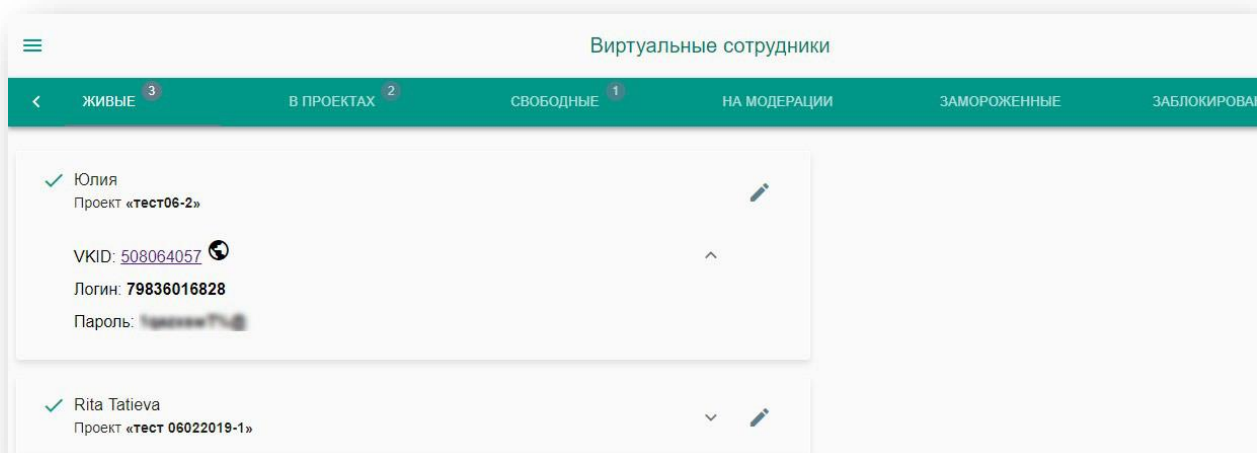 Виртуальные сотрудники
ЖИВЫЕ 3 В ПРОЕКТАХ 2 СВОБОДНЫЕ 1 НА МОДЕРАЦИИ ЗАМОРОЖЕННЫЕ ЗАБЛОКИРОВАН
Юлия
Проект «тест06-2»
VKID: 508064057
Логин: 79836016828
Пароль:
Rita Tatieva
Проект «тест 06022019-1»